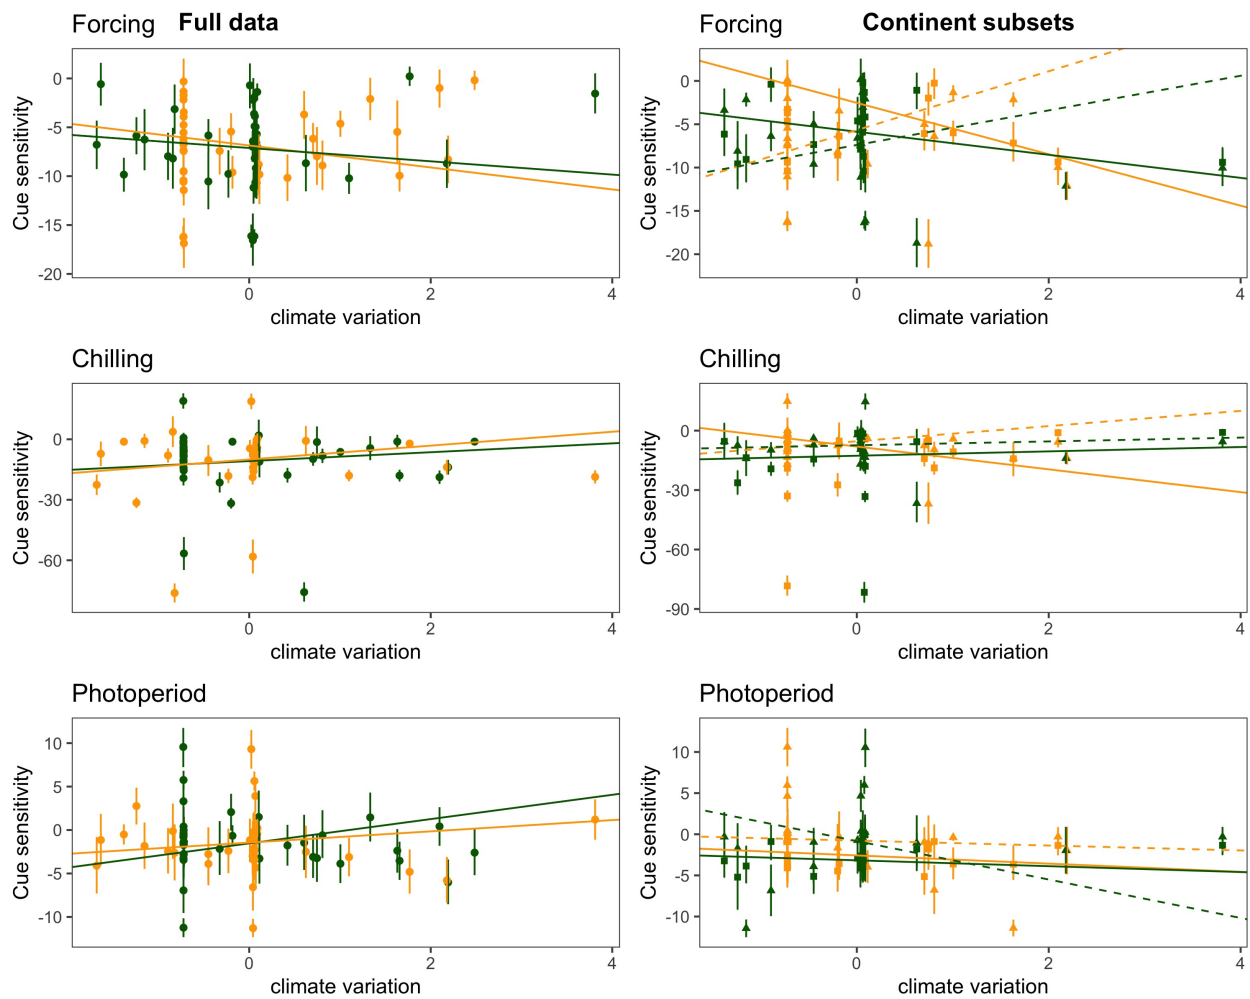 Forcing Full data
Cue sensitivity
0
-5
-10
-15
-20
0 2 4
climate variation
Forcing Continent subsets
Cue sensitivity
0
-5
-10
-15
-20
0 2 4
climate variation
Chilling
Cue sensitivity
0
-30
-60
0 2 4
climate variation
Chilling
Cue sensitivity
0
-30
-60
-90
0 2 4
climate variation
Photoperiod
Cue sensitivity
10
5
0
-5
-10
0 2 4
climate variation
Photoperiod
Cue sensitivity
10
5
0
-5
-10
0 2 4
climate variation